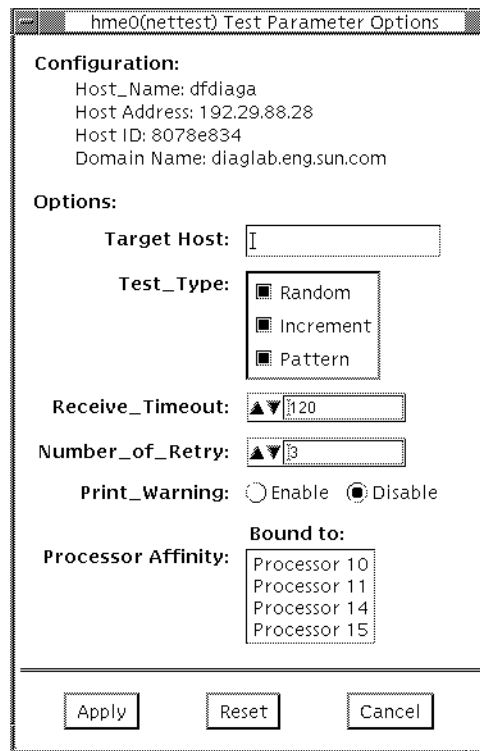 hme0(nettest) Test Parameter Options
Configuration:
Host_Name: dfdiaga
Host Address: 192.29.88.28
Host ID: 8078e834
Domain Name: diaglab.eng.sun.com
Options:
Target Host:
Test_Type:
Random
Increment
Pattern
Receive_Timeout: 120
Number_of_Retry: 3
Print_Warning: Enable Disable
Bound to:
Processor Affinity:
Processor 10
Processor 11
Processor 14
Processor 15
Apply Reset Cancel